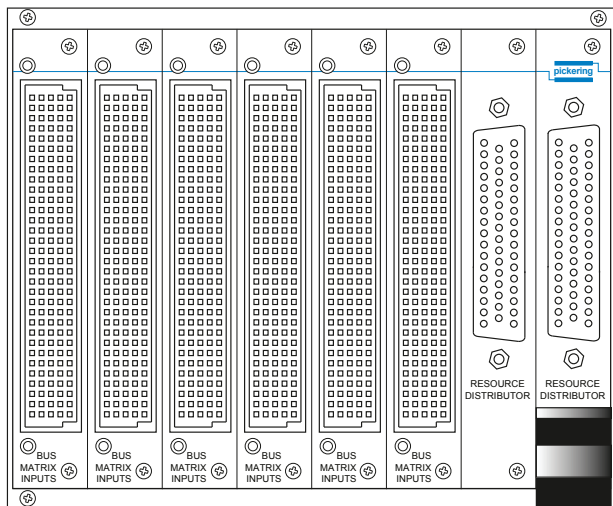 pickering
RESOURCE
DISTRIBUTOR
RESOURCE
DISTRIBUTOR
BUS
MATRIX
INPUTS
BUS
MATRIX
INPUTS
BUS
MATRIX
INPUTS
BUS
MATRIX
INPUTS
BUS
MATRIX
INPUTS
BUS
MATRIX
INPUTS